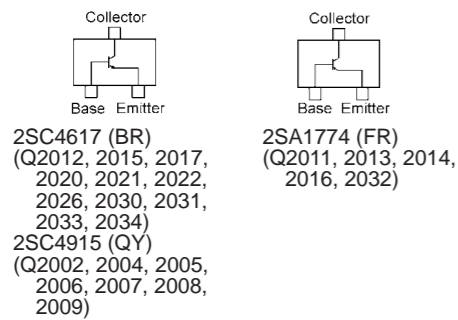 Collector
Base Emitter
2SC4617 (BR)
(Q2012, 2015, 2017,
2020, 2021, 2022,
2026, 2030, 2031,
2033, 2034)
2SC4915 (QY)
(Q2002, 2004, 2005,
2006, 2007, 2008,
2009)
Collector
Base Emitter
2SA1774 (FR)
(Q2011, 2013, 2014,
2016, 2032)